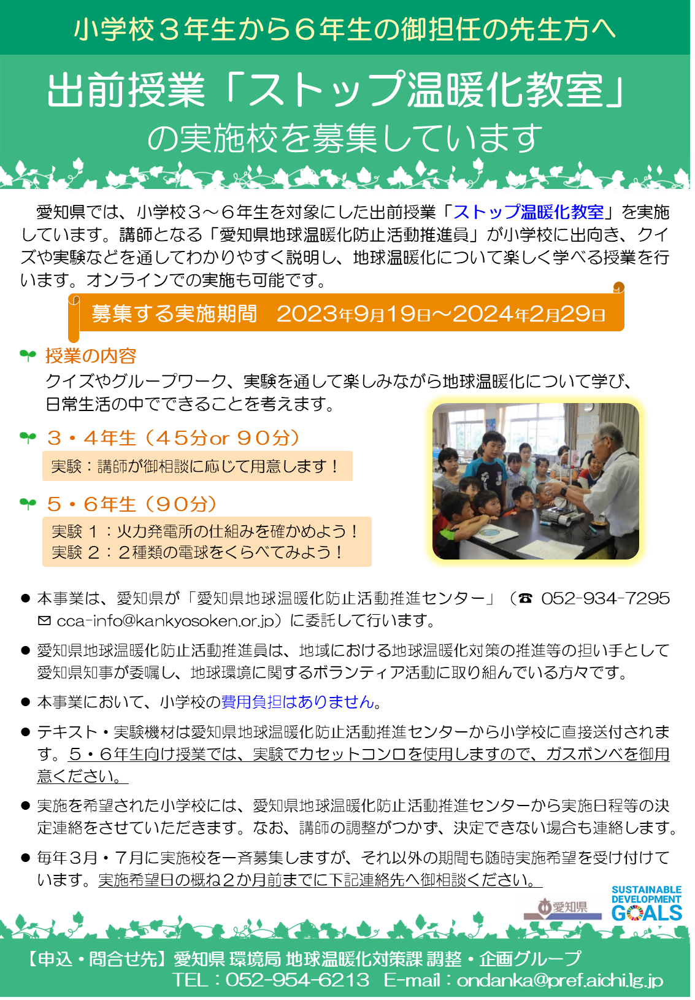 小学校３年生から６年生の御担任の先生方へ
出前授業「ストップ温暖化教室」
の実施校を募集しています
愛知県では、小学校３～６年生を対象にした出前授業「ストップ温暖化教室」を実施
しています。講師となる「愛知県地球温暖化防止活動推進員」が小学校に出向き、クイ
ズや実験などを通してわかりやすく説明し、地球温暖化について楽しく学べる授業を行
います。オンラインでの実施も可能です。
募集する実施期間　2023年9月19日～2024年2月29日
授業の内容
クイズやグループワーク、実験を通して楽しみながら地球温暖化について学び、
日常生活の中でできることを考えます。
３・４年生（４５分or ９０分）
実験：講師が御相談に応じて用意します！
５・６年生（９０分）
実験 １：火力発電所の仕組みを確かめよう！
実験 ２：２種類の電球をくらべてみよう！
● 本事業は、愛知県が「愛知県地球温暖化防止活動推進センター」（☎ 052-934-7295
✉ cca-info@kankyosoken.or.jp）に委託して行います。
● 愛知県地球温暖化防止活動推進員は、地域における地球温暖化対策の推進等の担い手として
愛知県知事が委嘱し、地球環境に関するボランティア活動に取り組んでいる方々です。
● 本事業において、小学校の費用負担はありません。
● テキスト・実験機材は愛知県地球温暖化防止活動推進センターから小学校に直接送付されま
す。５・６年生向け授業では、実験でカセットコンロを使用しますので、ガスボンベを御用
意ください。
● 実施を希望された小学校には、愛知県地球温暖化防止活動推進センターから実施日程等の決
定連絡をさせていただきます。なお、講師の調整がつかず、決定できない場合も連絡します。
● 毎年３月・７月に実施校を一斉募集しますが、それ以外の期間も随時実施希望を受け付けて
います。実施希望日の概ね２か月前までに下記連絡先へ御相談ください。
愛知県
SUSTAINABLE
DEVELOPMENT
GOALS
【申込・問合せ先】愛知県 環境局 地球温暖化対策課 調整・企画グループ
TEL：052-954-6213　E-mail：ondanka@pref.aichi.lg.jp